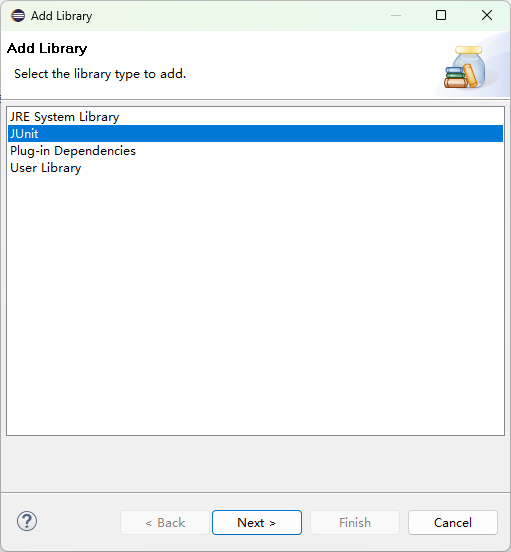 Add Library
Add Library
Select the library type to add.
JRE System Library
JUnit
Plug-in Dependencies
User Library
?
< Back
Next >
Finish
Cancel